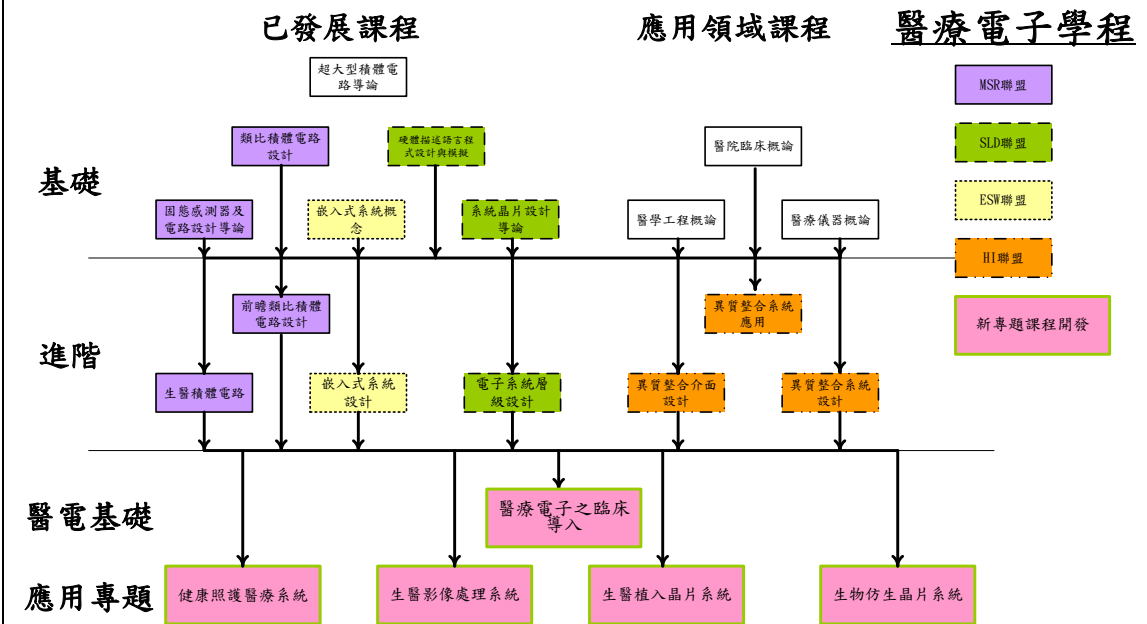 已發展課程
應用領域課程
醫療電子學程
超大型積體電
路導論
MSR聯盟
類比積體電路
設計
硬體描述語言程
式設計與模擬
醫院臨床概論
SLD聯盟
基礎
固態感測器及
電路設計導論
嵌入式系統概
念
系統晶片設計
導論
醫學工程概論
醫療儀器概論
ESW聯盟
HI聯盟
前瞻類比積體
電路設計
異質整合系統
應用
新專題課程開發
進階
生醫積體電路
嵌入式系統
設計
電子系統層
級設計
異質整合介面
設計
異質整合系統
設計
醫電基礎
醫療電子之臨床
導入
應用專題
健康照護醫療系統
生醫影像處理系統
生醫植入晶片系統
生物仿生晶片系統